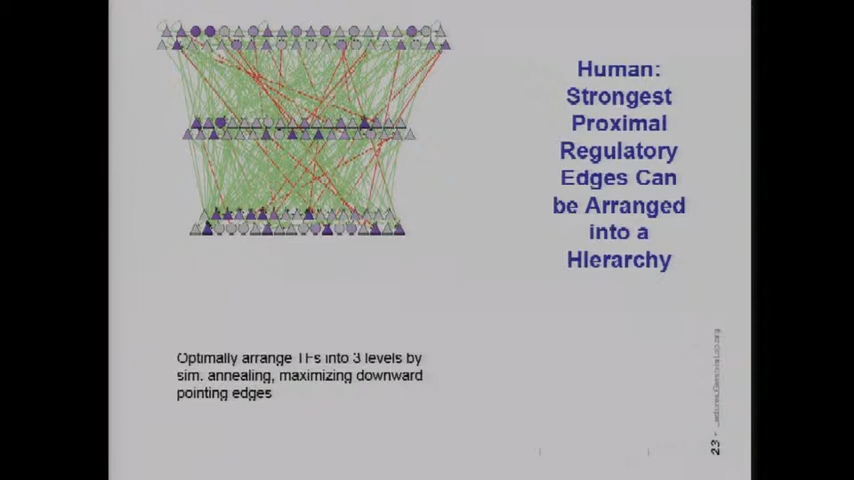 Human:
Strongest
Proximal
Regulatory
Edges Can
be Arranged
into a
Hierarchy
Optimally arrange TFs into 3 levels by
sim. annealing, maximizing downward
pointing edges
23 -